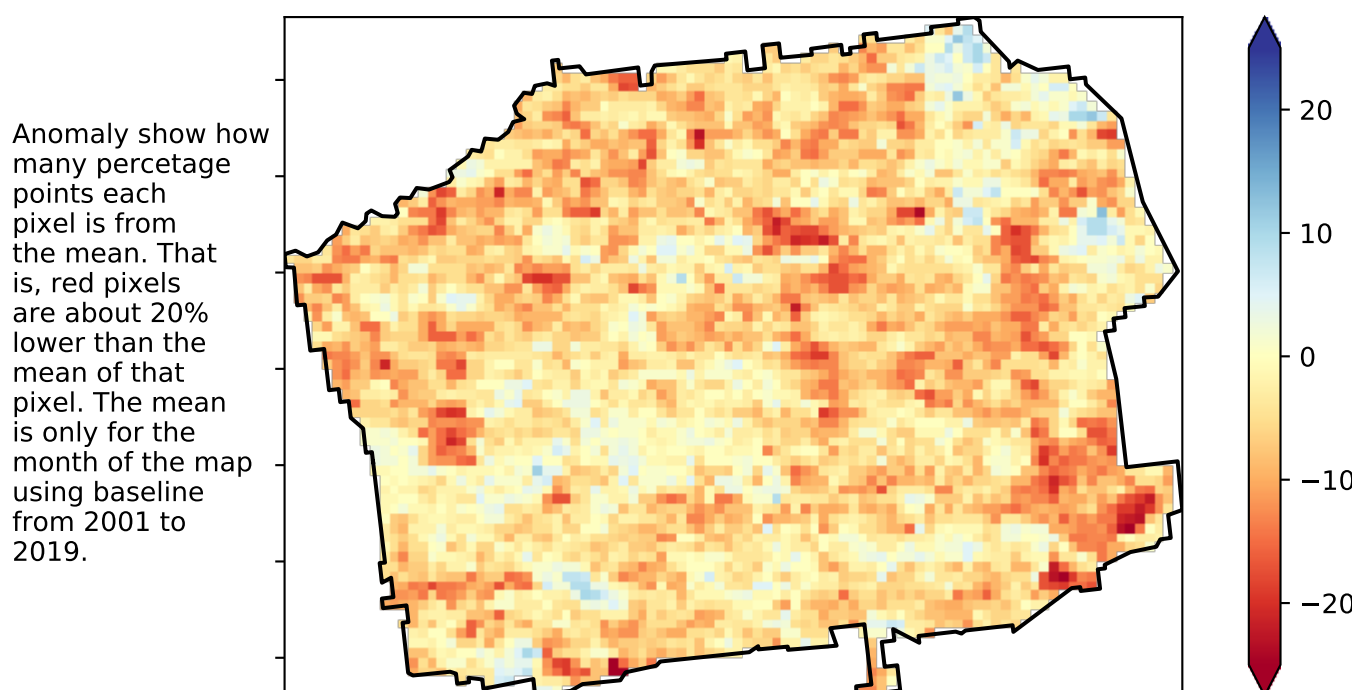 Anomaly show how
many percetage
points each
pixel is from
the mean. That
is, red pixels
are about 20%
lower than the
mean of that
pixel. The mean
is only for the
month of the map
using baseline
from 2001 to
2019.
20
10
0
−10
−20